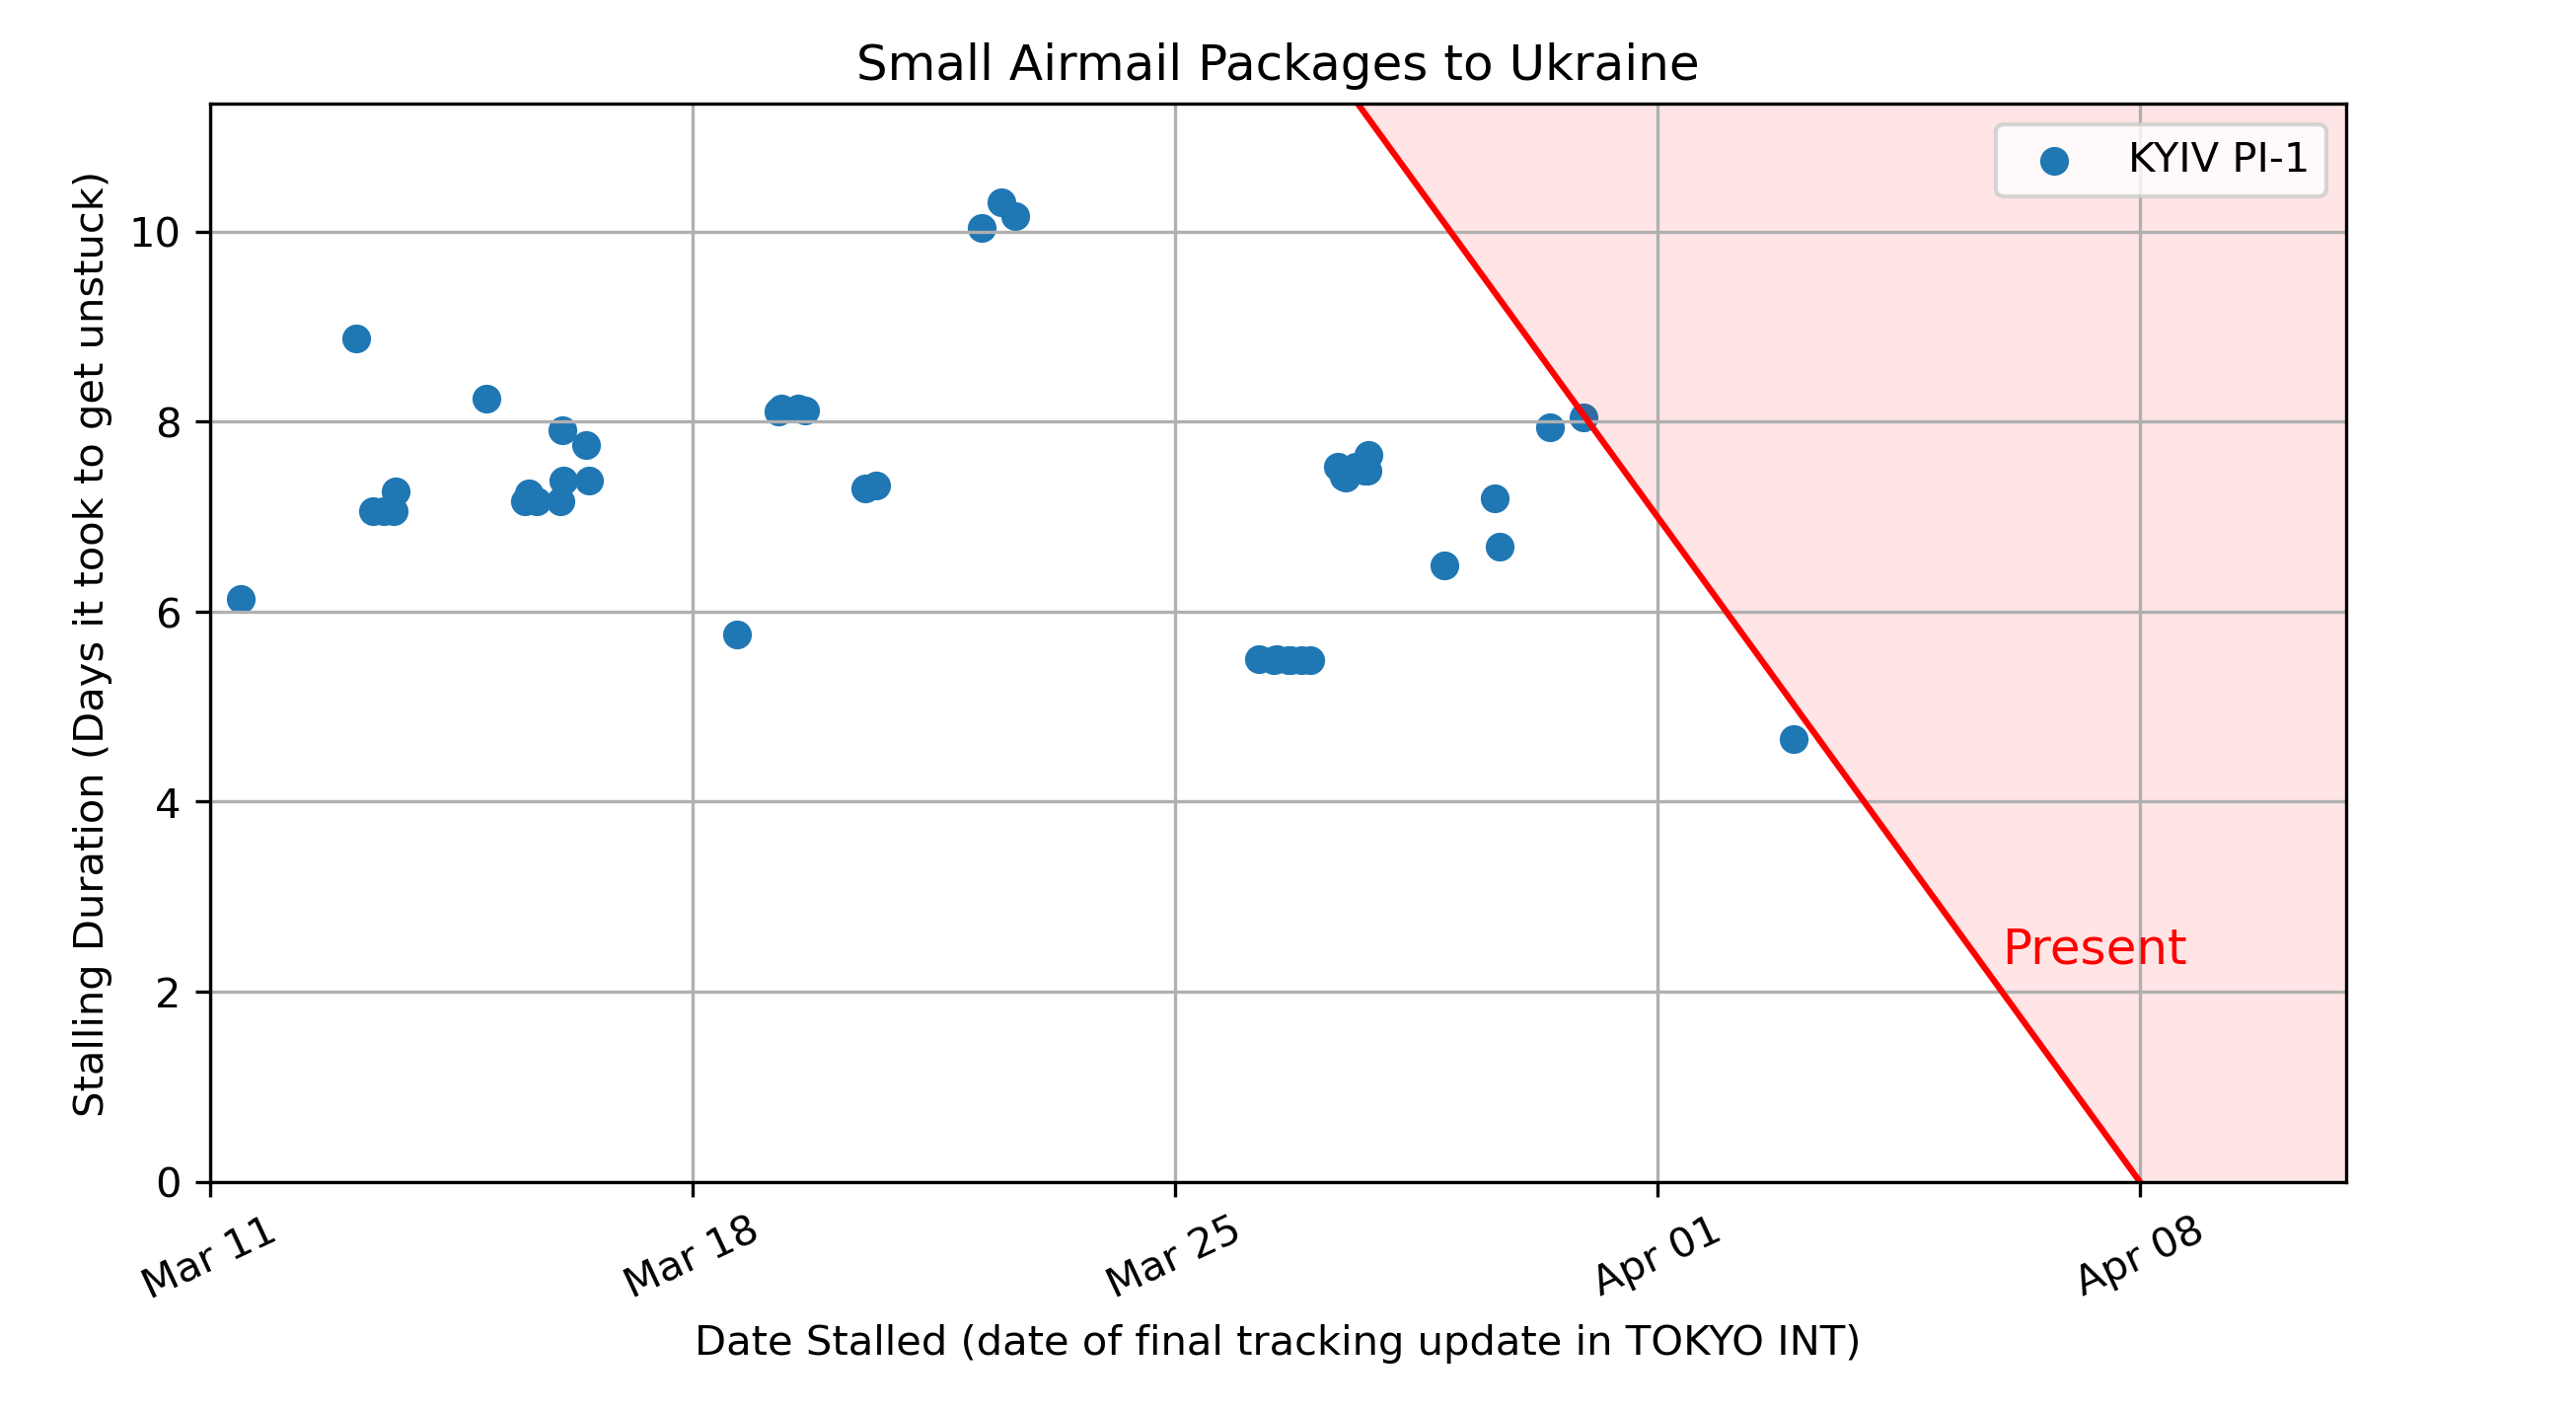 Small Airmail Packages to Ukraine
KYIV PI-1
Stalling Duration (Days it took to get unstuck)
10
8
6
4
2
0
Present
Mar 11
Mar 18
Mar 25
Apr 01
Apr 08
Date Stalled (date of final tracking update in TOKYO INT)